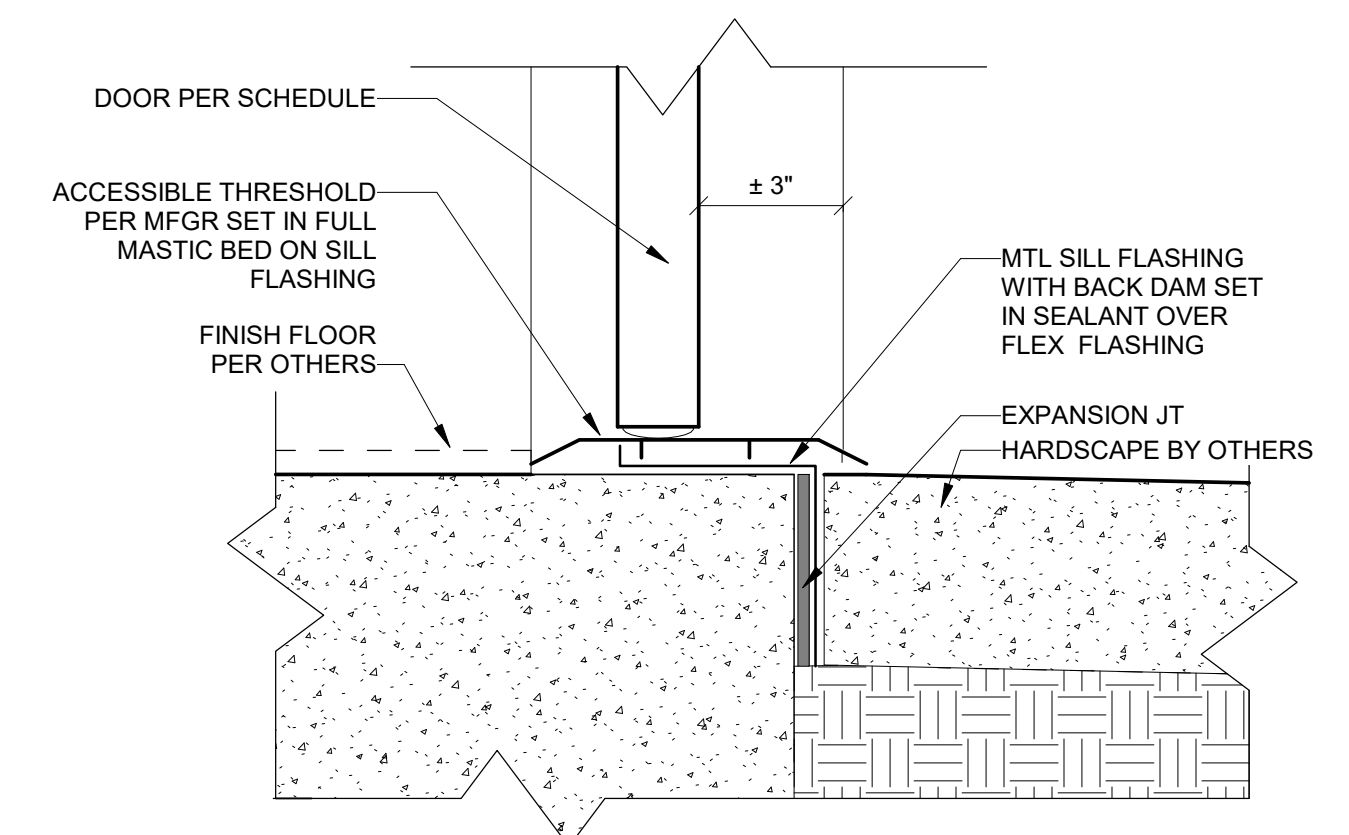 DOOR PER SCHEDULE
ACCESSIBLE THRESHOLD
PER MFGR SET IN FULL
MASTIC BED ON SILL
FLASHING
FINISH FLOOR
PER OTHERS
± 3"
MTL SILL FLASHING
WITH BACK DAM SET
IN SEALANT OVER
FLEX FLASHING
EXPANSION JT
HARDSCAPE BY OTHERS